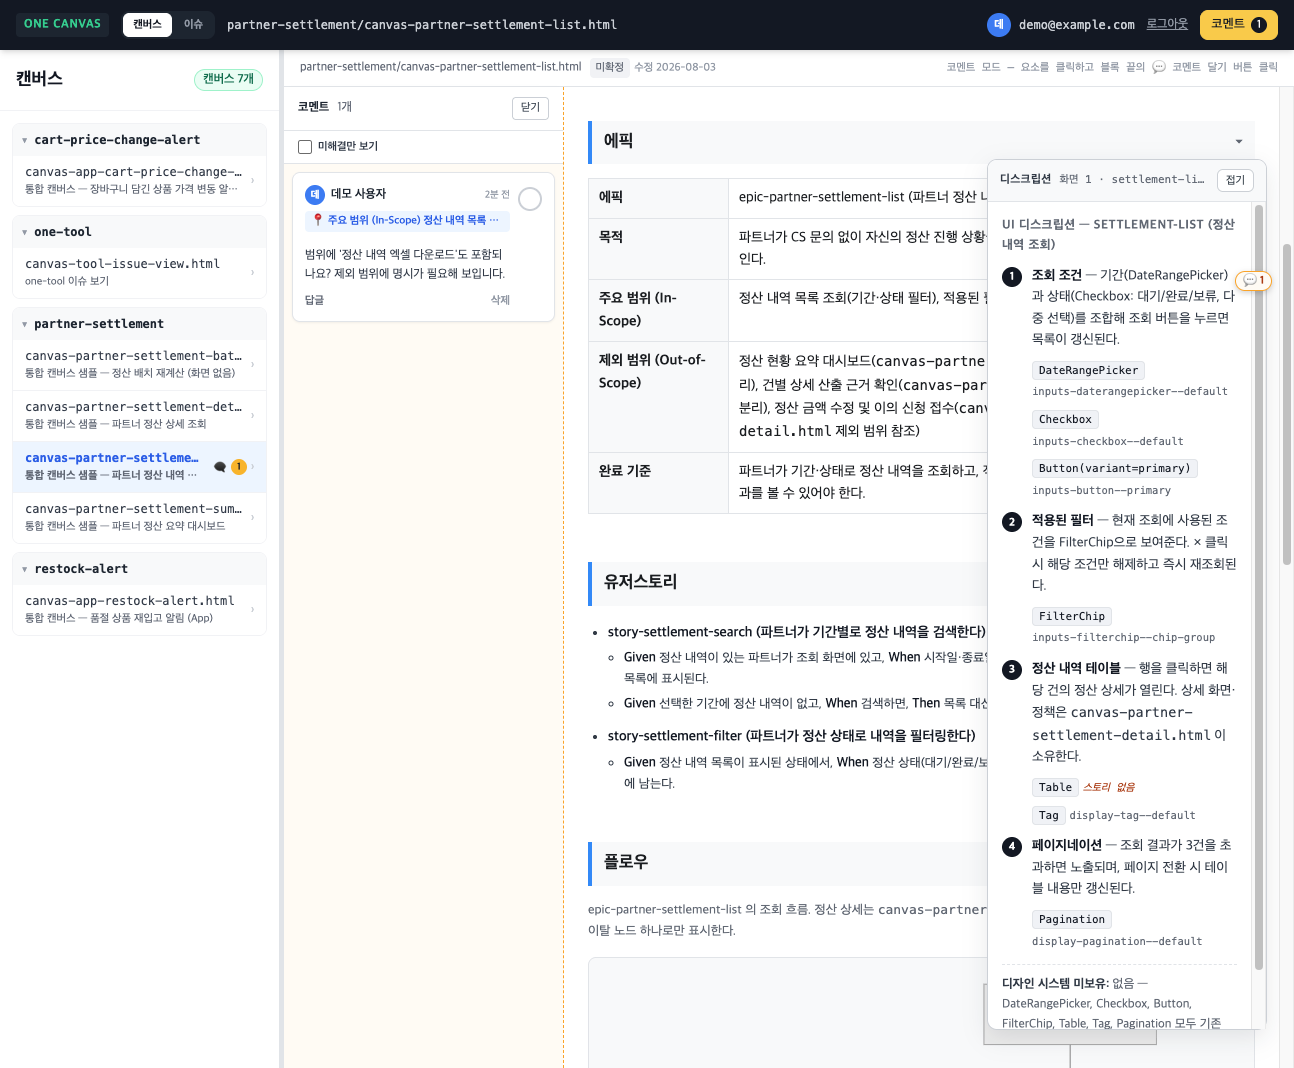 ONE CANVAS
캔버스
이슈
partner-settlement/canvas-partner-settlement-list.html
데
demo@example.com
로그아웃
코멘트 1
캔버스
캔버스 7개
cart-price-change-alert
canvas-app-cart-price-change-…
통합 캔버스 — 장바구니 담긴 상품 가격 변동 알…
one-tool
canvas-tool-issue-view.html
one-tool 이슈 보기
partner-settlement
canvas-partner-settlement-bat…
통합 캔버스 샘플 — 정산 배치 재계산 (화면 없음)
canvas-partner-settlement-det…
통합 캔버스 샘플 — 파트너 정산 상세 조회
canvas-partner-settleme…
통합 캔버스 샘플 — 파트너 정산 내역 …
1
canvas-partner-settlement-sum…
통합 캔버스 샘플 — 파트너 정산 요약 대시보드
restock-alert
canvas-app-restock-alert.html
통합 캔버스 — 품절 상품 재입고 알림 (App)
partner-settlement/canvas-partner-settlement-list.html
미확정
수정 2026-08-03
코멘트 모드 — 요소를 클릭하고 블록 끝의 💬 코멘트 달기 버튼 클릭
코멘트 1개
닫기
미해결만 보기
데
데모 사용자
2분 전
📍 주요 범위 (In-Scope) 정산 내역 목록 …
범위에 '정산 내역 엑셀 다운로드'도 포함되
나요? 제외 범위에 명시가 필요해 보입니다.
답글
삭제
에픽
에픽
epic-partner-settlement-list (파트너 정산 내
목적
파트너가 CS 문의 없이 자신의 정산 진행 상황
인다.
주요 범위 (In-
Scope)
정산 내역 목록 조회(기간·상태 필터), 적용된 
제외 범위 (Out-of-
Scope)
정산 현황 요약 대시보드(canvas-partne
리), 건별 상세 산출 근거 확인(canvas-par
분리), 정산 금액 수정 및 이의 신청 접수(canv
detail.html 제외 범위 참조)
완료 기준
파트너가 기간·상태로 정산 내역을 조회하고,
과를 볼 수 있어야 한다.
유저스토리
story-settlement-search (파트너가 기간별로 정산 내역을 검색한다)
Given 정산 내역이 있는 파트너가 조회 화면에 있고, When 시작일·종료일
목록에 표시된다.
Given 선택한 기간에 정산 내역이 없고, When 검색하면, Then 목록 대신
story-settlement-filter (파트너가 정산 상태로 내역을 필터링한다)
Given 정산 내역 목록이 표시된 상태에서, When 정산 상태(대기/완료/보
에 남는다.
플로우
epic-partner-settlement-list 의 조회 흐름. 정산 상세는 canvas-partner
이탈 노드 하나로만 표시한다.
디스크립션
화면 1 · settlement-li…
접기
UI 디스크립션 — SETTLEMENT-LIST (정산
내역 조회)
1
조회 조건 — 기간(DateRangePicker)
과 상태(Checkbox: 대기/완료/보류, 다
중 선택)를 조합해 조회 버튼을 누르면
목록이 갱신된다.
💬 1
DateRangePicker
inputs-daterangepicker--default
Checkbox
inputs-checkbox--default
Button(variant=primary)
inputs-button--primary
2
적용된 필터 — 현재 조회에 사용된 조
건을 FilterChip으로 보여준다. × 클릭
시 해당 조건만 해제하고 즉시 재조회된
다.
FilterChip
inputs-filterchip--chip-group
3
정산 내역 테이블 — 행을 클릭하면 해
당 건의 정산 상세가 열린다. 상세 화면·
정책은 canvas-partner-
settlement-detail.html 이
소유한다.
Table 스토리 없음
Tag display-tag--default
4
페이지네이션 — 조회 결과가 3건을 초
과하면 노출되며, 페이지 전환 시 테이
블 내용만 갱신된다.
Pagination
display-pagination--default
디자인 시스템 미보유: 없음 —
DateRangePicker, Checkbox, Button,
FilterChip, Table, Tag, Pagination 모두 기존